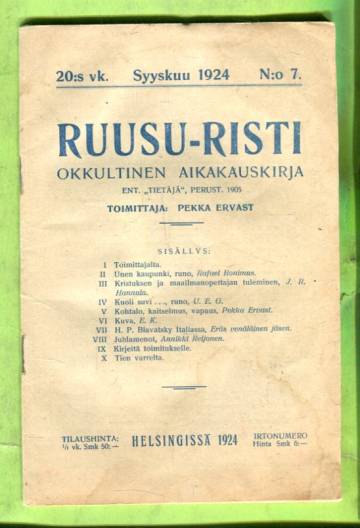 20:s vk. Syyskuu 1924 N:o 7.
RUUSU-RISTI
OKKULTINEN AIKAKAUSKIRJA
ENT. „TIETÄJÄ", PERUST. 1905
TOIMITTAJA: PEKKA ERVAST
SISÄLLYS:
I Toimittajalta.
II Unen kaupunki, runo, Rafael Ronimus.
III Kristuksen ja maailmanopettajan tuleminen, J. R.
Hannula.
IV Kuoli suvi . . ., runo, U. E. G.
V Kohtalo, kaitselmus, vapaus, Pekka Ervast.
VI Kuva, E. K.
VII H. P. Blavatsky Italiassa, Eräs venäläinen jäsen.
VIII Juhlamenot, Annikki Reijonen.
IX Kirjeitä toimitukselle.
X Tien varrelta.
TILAUSHINTA:
¹/₁ vk. Smk 50:—
HELSINGISSÄ 1924
IRTONUMERO
Hinta Smk 6:—